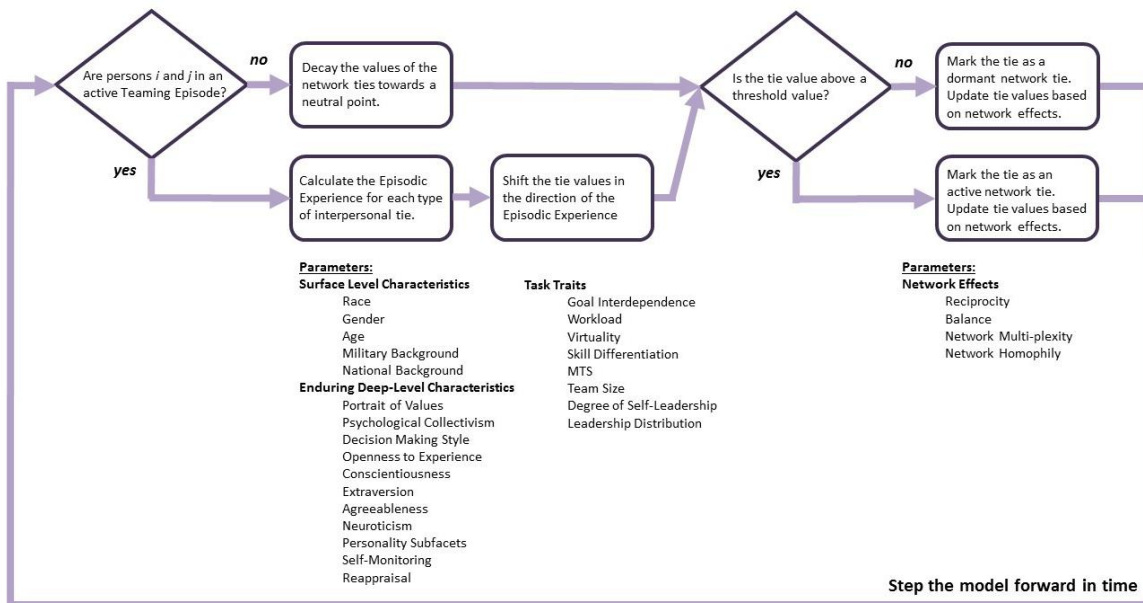 Are persons i and j in an
active Teaming Episode?
no
yes
Decay the values of the
network ties towards a
neutral point.
Calculate the Episodic
Experience for each type
of interpersonal tie.
Shift the tie values in
the direction of the
Episodic Experience
Is the tie value above a
threshold value?
no
yes
Mark the tie as a
dormant network tie.
Update tie values based
on network effects.
Mark the tie as an
active network tie.
Update tie values based
on network effects.
Parameters:
Surface Level Characteristics
Race
Gender
Age
Military Background
National Background
Enduring Deep-Level Characteristics
Portrait of Values
Psychological Collectivism
Decision Making Style
Openness to Experience
Conscientiousness
Extraversion
Agreeableness
Neuroticism
Personality Subfacets
Self-Monitoring
Reappraisal
Task Traits
Goal Interdependence
Workload
Virtuality
Skill Differentiation
MTS
Team Size
Degree of Self-Leadership
Leadership Distribution
Parameters:
Network Effects
Reciprocity
Balance
Network Multi-plexity
Network Homophily
Step the model forward in time